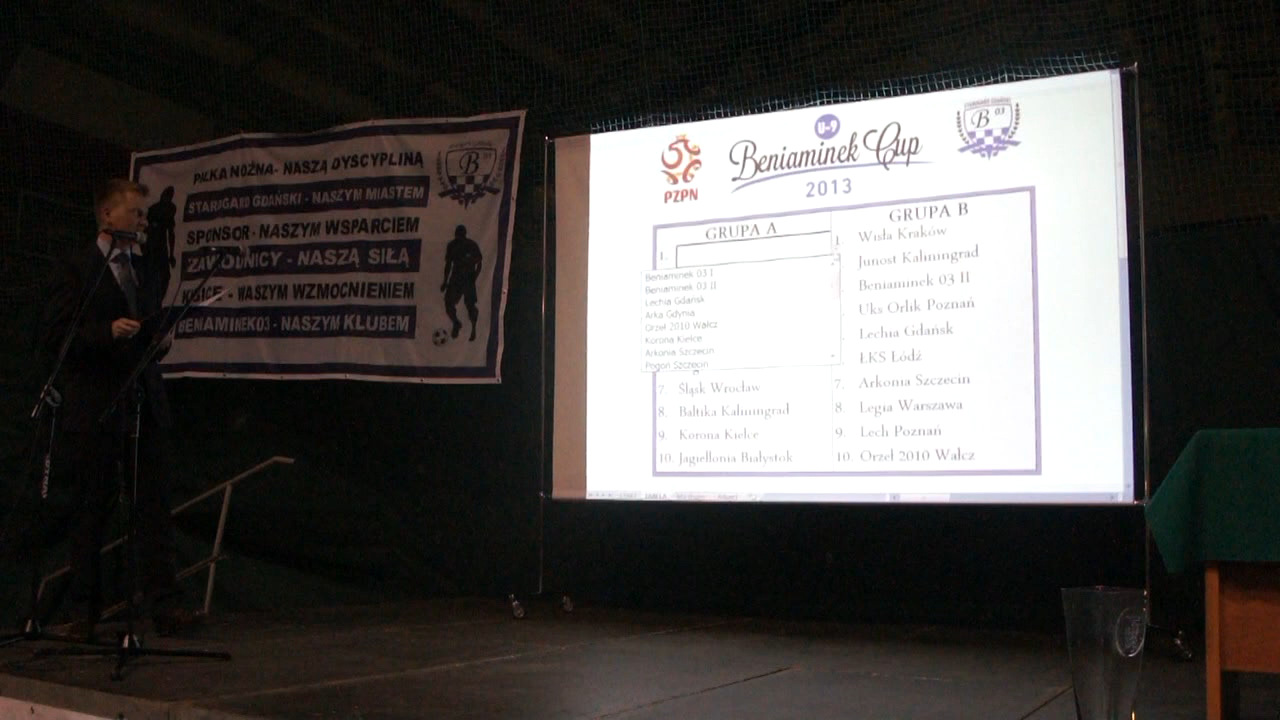 PIŁKA NOŻNA - NASZĄ DYSCYPLINĄ
STAROGARD GDAŃSKI - NASZYM MIASTEM
SPONSOR - NASZYM WSPARCIEM
ZAWODNICY - NASZĄ SIŁĄ
KIBICE - NASZYM WZMOCNIENIEM
BENIAMINEK03 - NASZYM KLUBEM
B 03
PZPN
U-9
Beniaminek Cup
2013
B 03
GRUPA A
1.
Beniaminek 03 I
Beniaminek 03 II
Lechia Gdańsk
Arka Gdynia
Orzeł 2010 Wałcz
Korona Kielce
Arkonia Szczecin
Pogoń Szczecin
7. Śląsk Wrocław
8. Baltika Kaliningrad
9. Korona Kielce
10. Jagiellonia Białystok
GRUPA B
1. Wisła Kraków
Junost Kaliningrad
Beniaminek 03 II
Uks Orlik Poznań
Lechia Gdańsk
ŁKS Łódź
7. Arkonia Szczecin
8. Legia Warszawa
9. Lech Poznań
10. Orzeł 2010 Wałcz